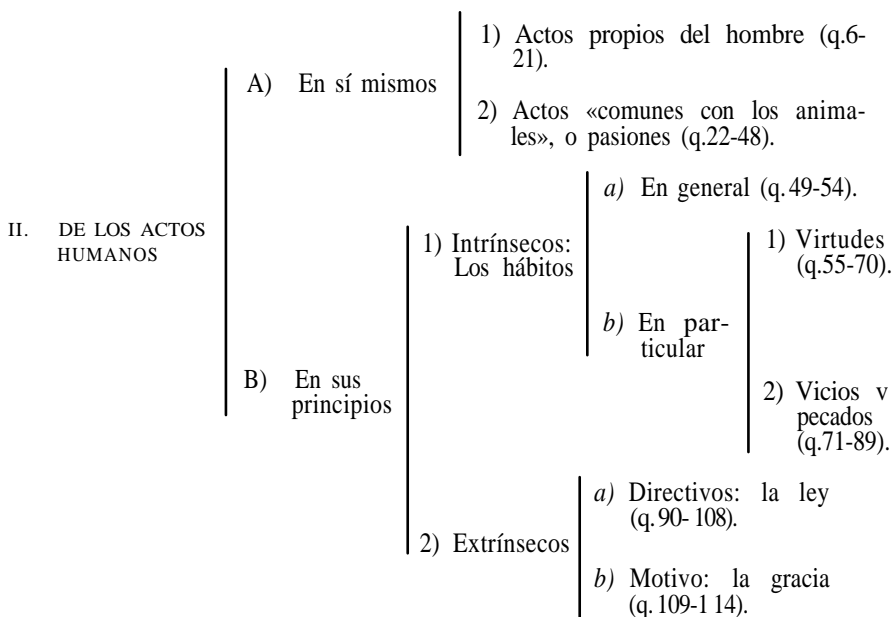 II. DE LOS ACTOS
HUMANOS
A) En sí mismos
1) Actos propios del hombre (q.6-
21).
2) Actos «comunes con los anima-
les», o pasiones (q.22-48).
B) En sus
principios
1) Intrínsecos:
Los hábitos
a) En general (q.49-54).
b) En par-
ticular
1) Virtudes
(q.55-70).
2) Vicios v
pecados
(q.71-89).
2) Extrínsecos
a) Directivos: la ley
(q.90-108).
b) Motivo: la gracia
(q.109-1 14).